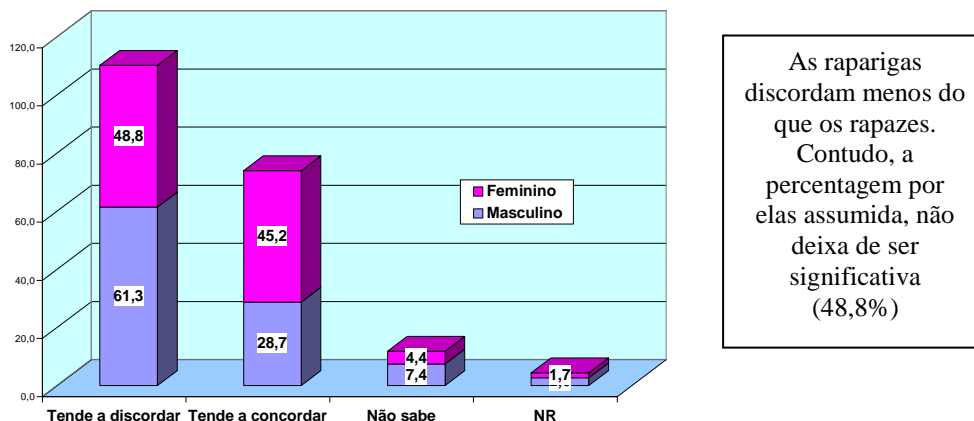 120,0
100,0
80,0
60,0
40,0
20,0
0,0
48,8
61,3
45,2
28,7
4,4
7,4
1,7
Feminino
Masculino
Tende a discordar
Tende a concordar
Não sabe
NR
As raparigas
discordam menos do
que os rapazes.
Contudo, a
percentagem por
elas assumida, não
deixa de ser
significativa
(48,8%)